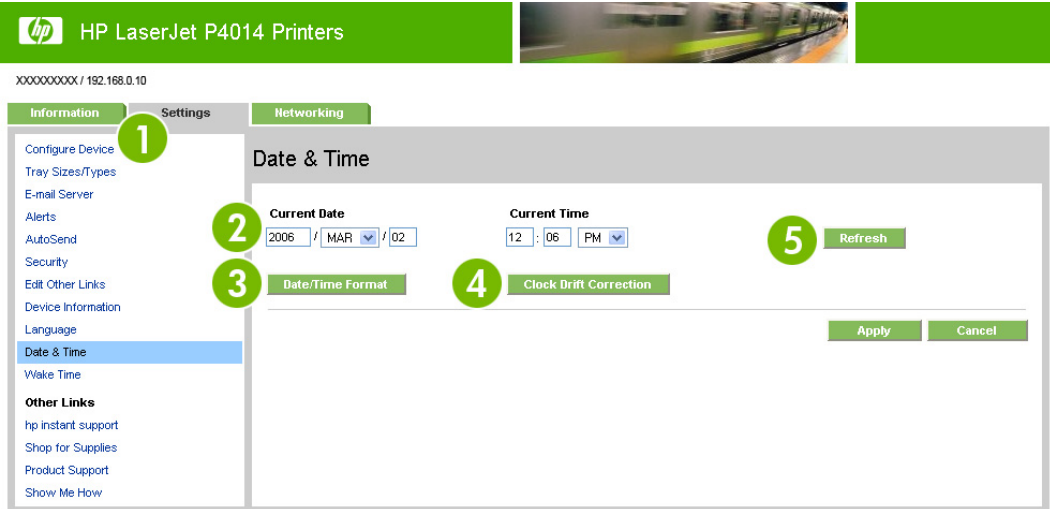 hp HP LaserJet P4014 Printers
XXXXXXXXX / 192.168.0.10
Information Settings Networking
1
Configure Device
Tray Sizes/Types
E-mail Server
Alerts
AutoSend
Security
Edit Other Links
Device Information
Language
Date & Time
Wake Time
Other Links
hp instant support
Shop for Supplies
Product Support
Show Me How
Date & Time
Current Date Current Time
2 2006 / MAR / 02 12 : 06 PM 5 Refresh
3 Date/Time Format 4 Clock Drift Correction
Apply Cancel